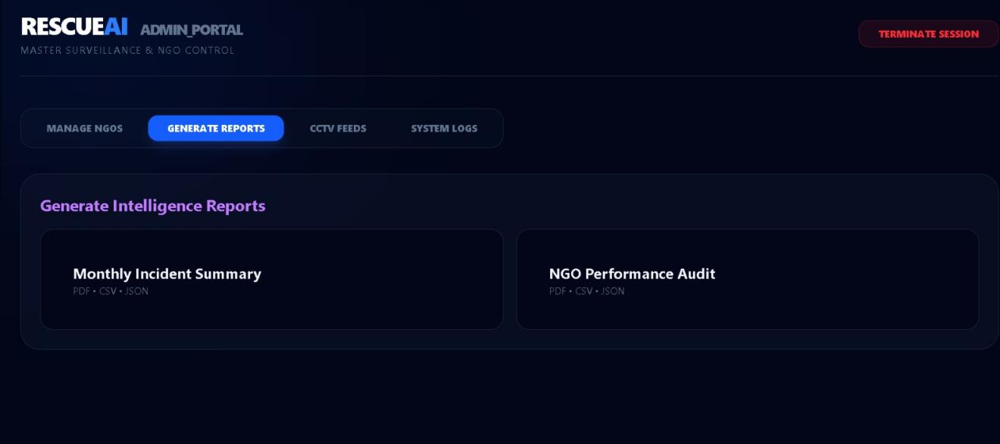 RESCUEAI ADMIN_PORTAL
MASTER SURVEILLANCE & NGO CONTROL
TERMINATE SESSION
MANAGE NGOS GENERATE REPORTS CCTV FEEDS SYSTEM LOGS
Generate Intelligence Reports
Monthly Incident Summary
PDF • CSV • JSON
NGO Performance Audit
PDF • CSV • JSON